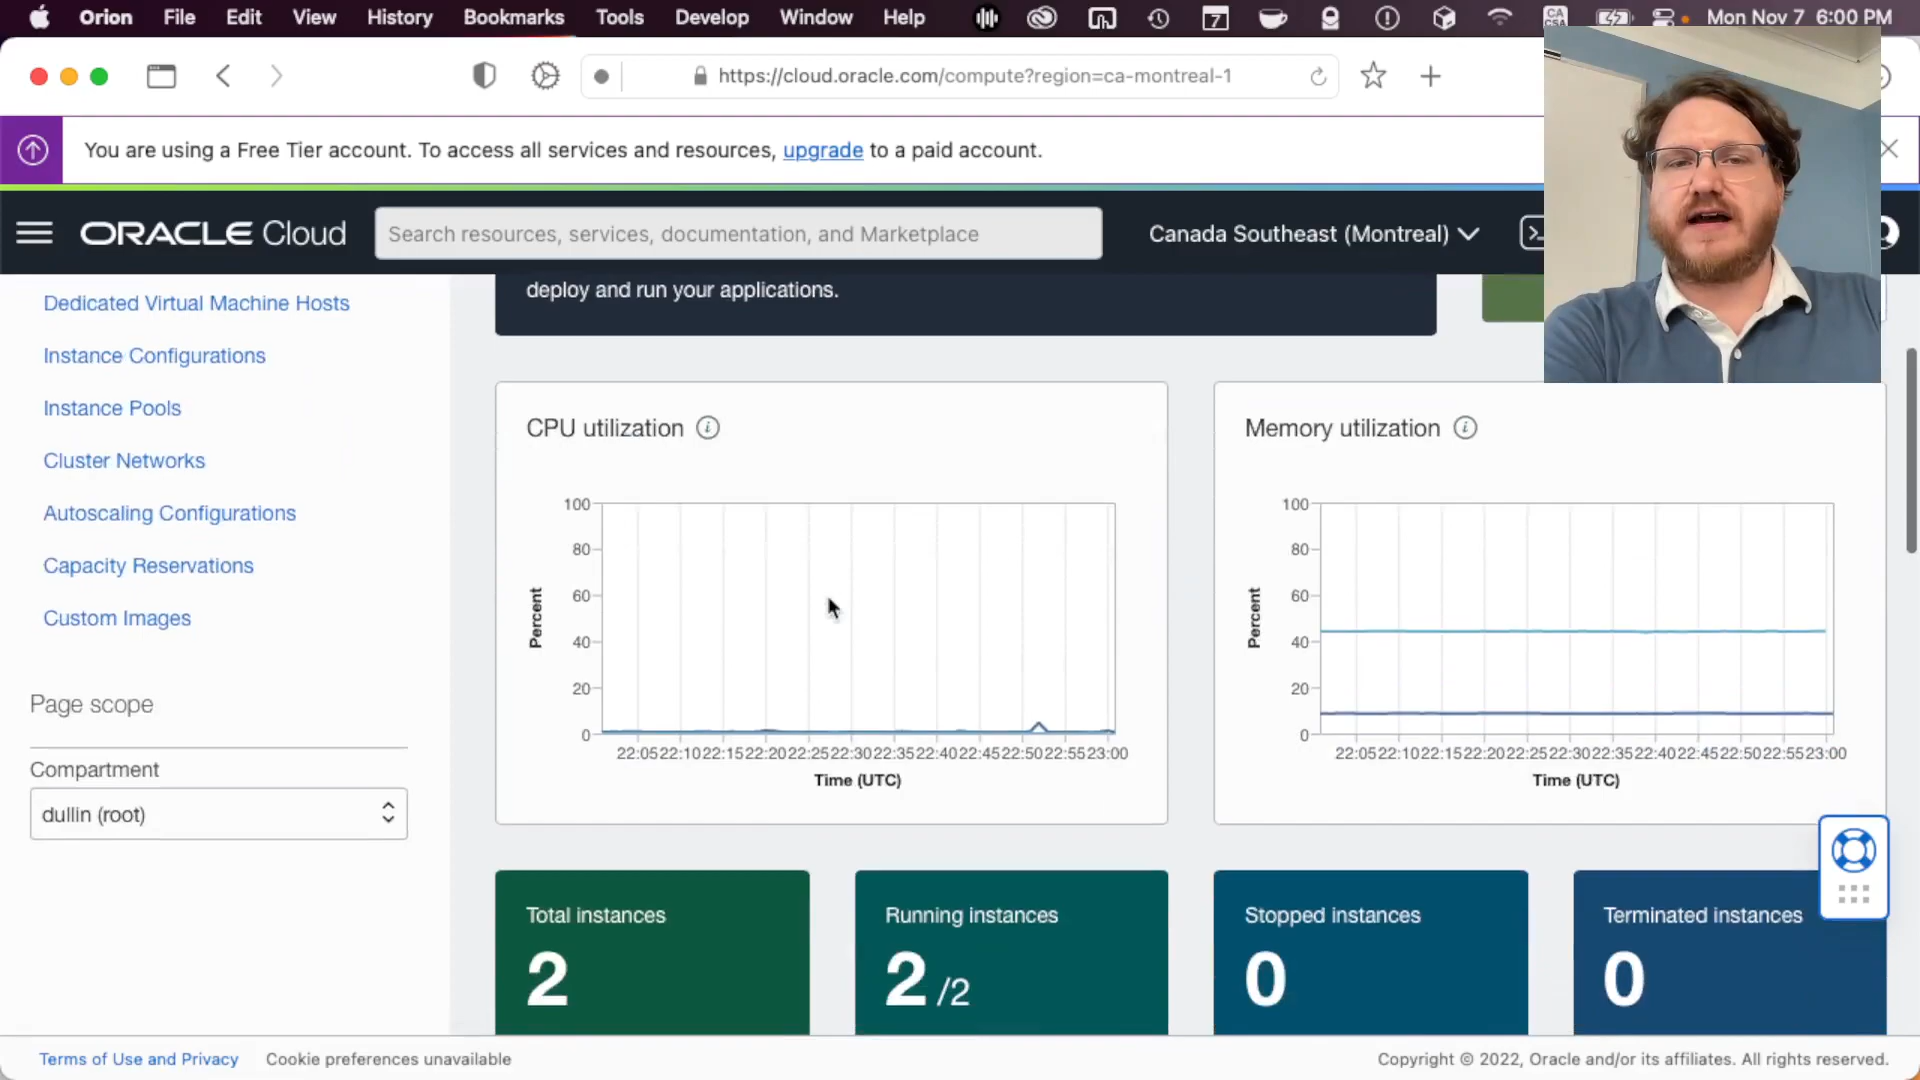 Orion File Edit View History Bookmarks Tools Develop Window Help 7 CA CSA Mon Nov 7 6:00 PM
https://cloud.oracle.com/compute?region=ca-montreal-1
You are using a Free Tier account. To access all services and resources, upgrade to a paid account.
ORACLE Cloud
Search resources, services, documentation, and Marketplace
Canada Southeast (Montreal)
Dedicated Virtual Machine Hosts
Instance Configurations
Instance Pools
Cluster Networks
Autoscaling Configurations
Capacity Reservations
Custom Images
Page scope
Compartment
dullin (root)
deploy and run your applications.
CPU utilization
100
80
60
40
20
0
Percent
22:05 22:10 22:15 22:20 22:25 22:30 22:35 22:40 22:45 22:50 22:55 23:00
Time (UTC)
Memory utilization
100
80
60
40
20
0
Percent
22:05 22:10 22:15 22:20 22:25 22:30 22:35 22:40 22:45 22:50 22:55 23:00
Time (UTC)
Total instances
2
Running instances
2 /2
Stopped instances
0
Terminated instances
0
Terms of Use and Privacy
Cookie preferences unavailable
Copyright © 2022, Oracle and/or its affiliates. All rights reserved.